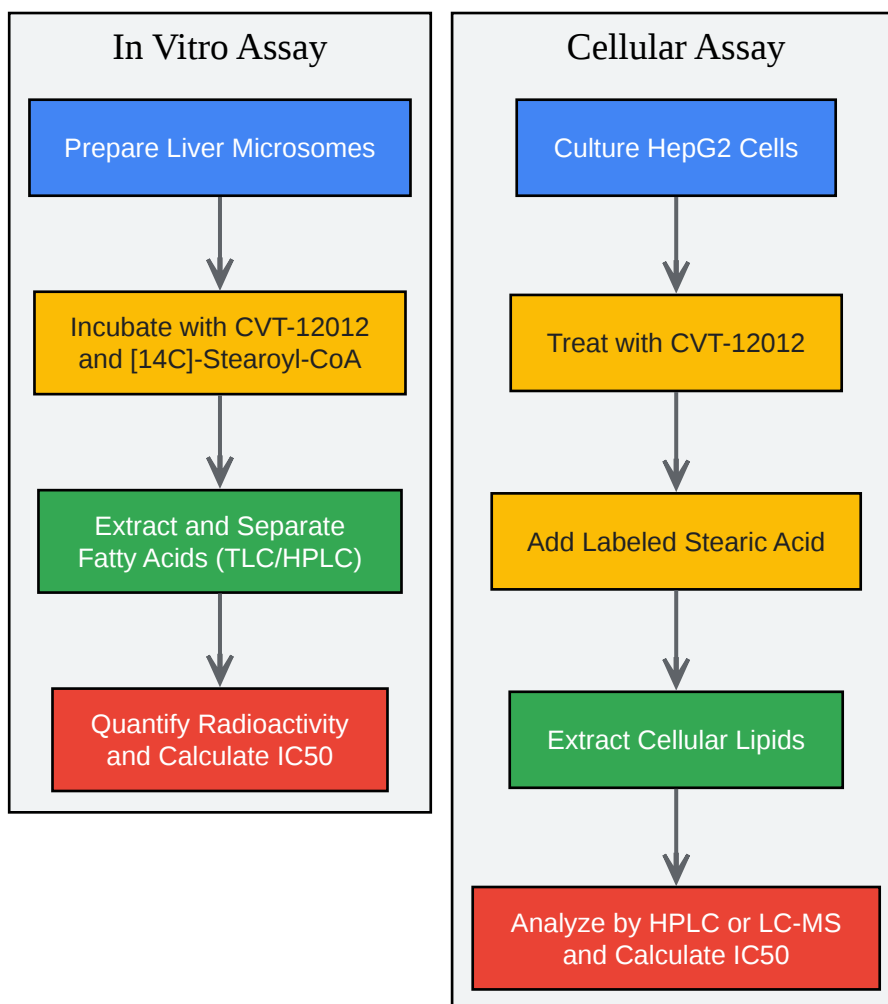 In Vitro Assay
Prepare Liver Microsomes
Incubate with CVT-12012
and [14C]-Stearoyl-CoA
Extract and Separate
Fatty Acids (TLC/HPLC)
Quantify Radioactivity
and Calculate IC50
Cellular Assay
Culture HepG2 Cells
Treat with CVT-12012
Add Labeled Stearic Acid
Extract Cellular Lipids
Analyze by HPLC or LC-MS
and Calculate IC50